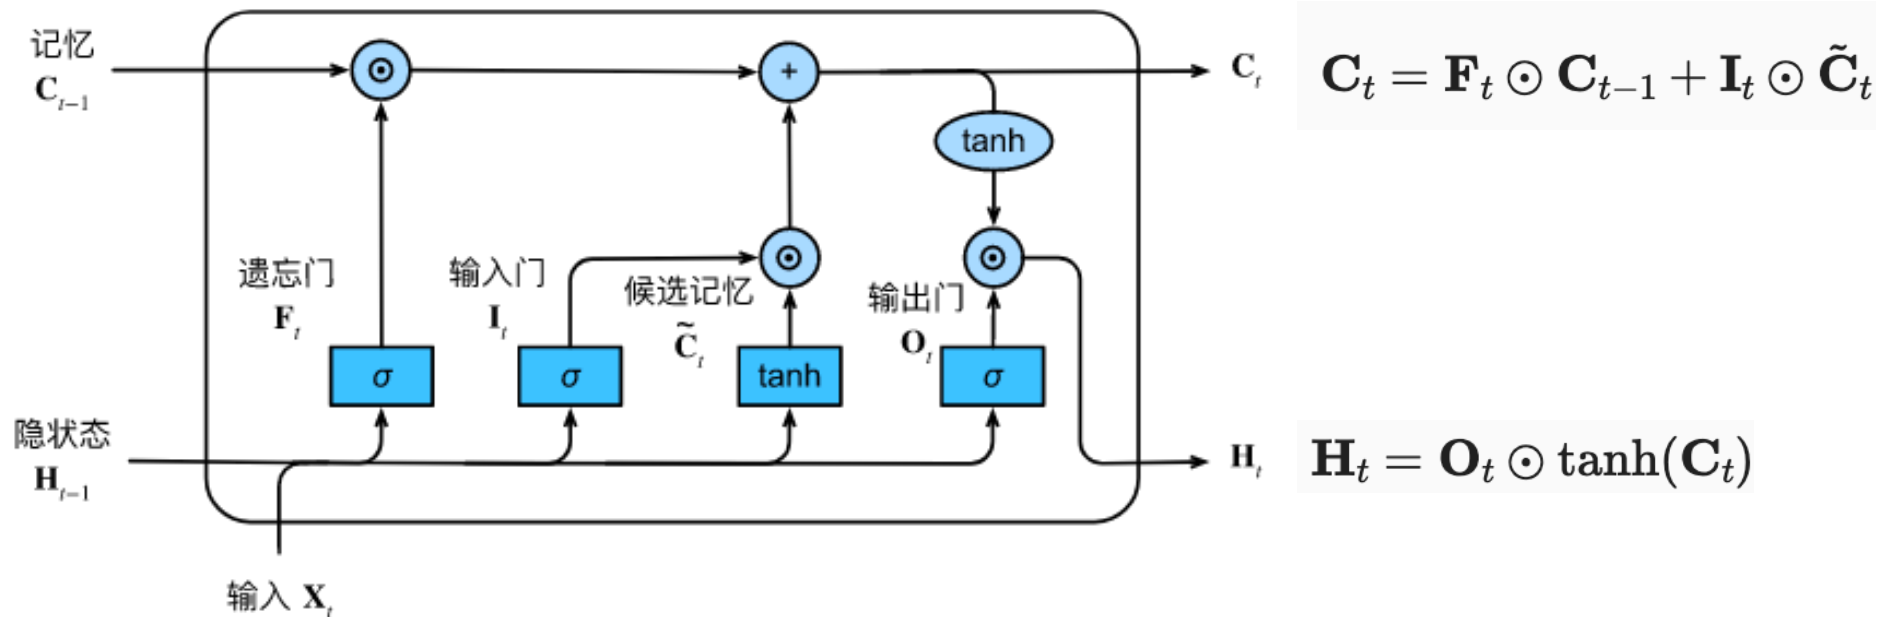 记忆
C_{t-1}
⊙
+
C_t
C_t = F_t ⊙ C_{t-1} + I_t ⊙ C̃_t
tanh
遗忘门
F_t
输入门
I_t
候选记忆
C̃_t
⊙
输出门
O_t
⊙
σ
σ
tanh
σ
隐状态
H_{t-1}
H_t
H_t = O_t ⊙ tanh(C_t)
输入 X_t